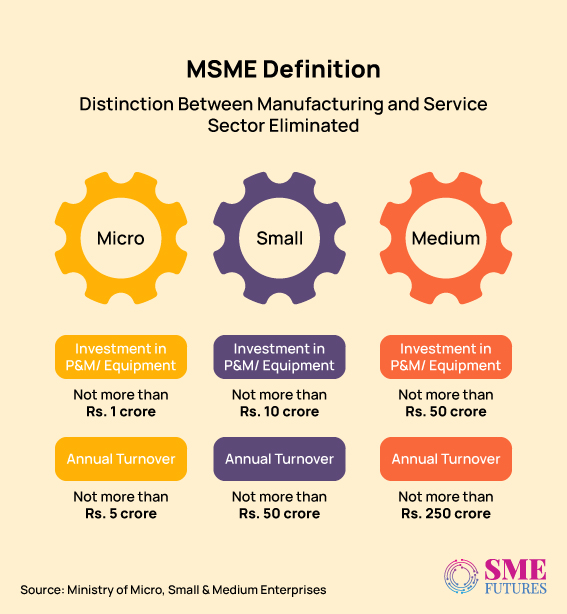 MSME Definition
Distinction Between Manufacturing and Service
Sector Eliminated
Micro
Small
Medium
Investment in
P&M/ Equipment
Investment in
P&M/ Equipment
Investment in
P&M/ Equipment
Not more than
Rs. 1 crore
Not more than
Rs. 10 crore
Not more than
Rs. 50 crore
Annual Turnover
Annual Turnover
Annual Turnover
Not more than
Rs. 5 crore
Not more than
Rs. 50 crore
Not more than
Rs. 250 crore
Source: Ministry of Micro, Small & Medium Enterprises
SME
FUTURES